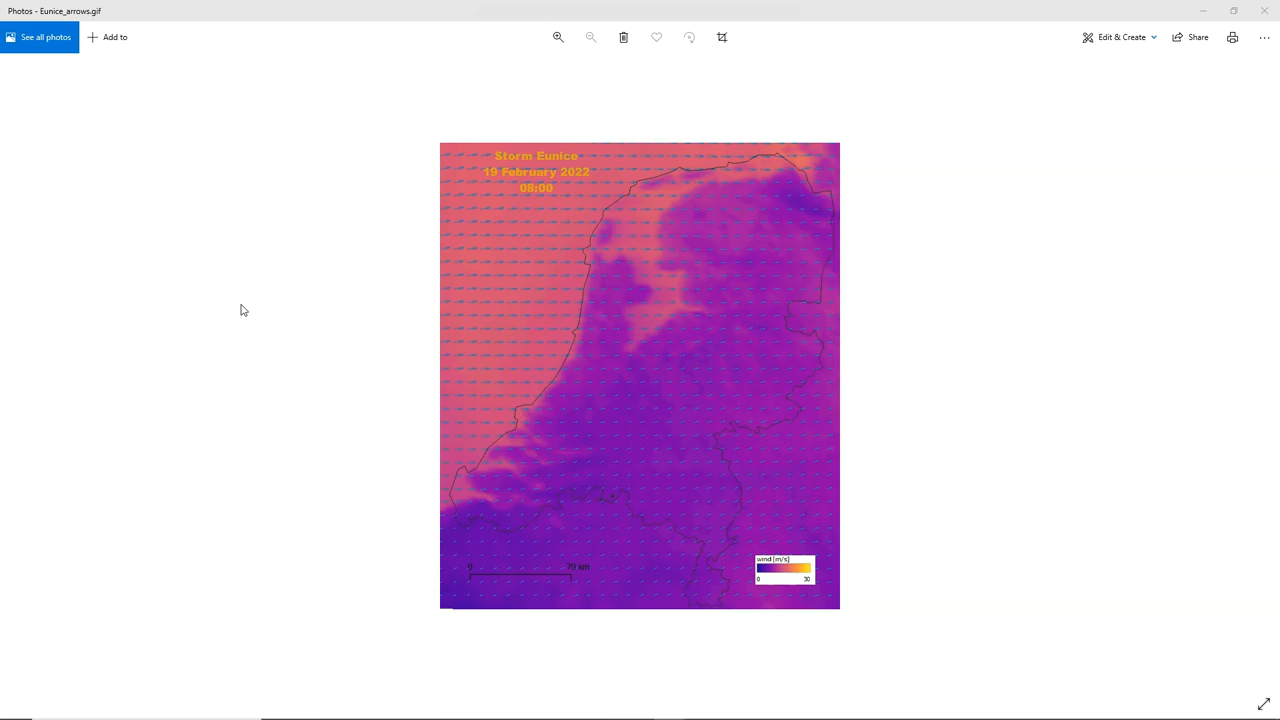 Photos - Eunice_arrows.gif
See all photos
Add to
Edit & Create
Share
Storm Eunice
19 February 2022
08:00
0 70 km
wind [m/s]
0 30